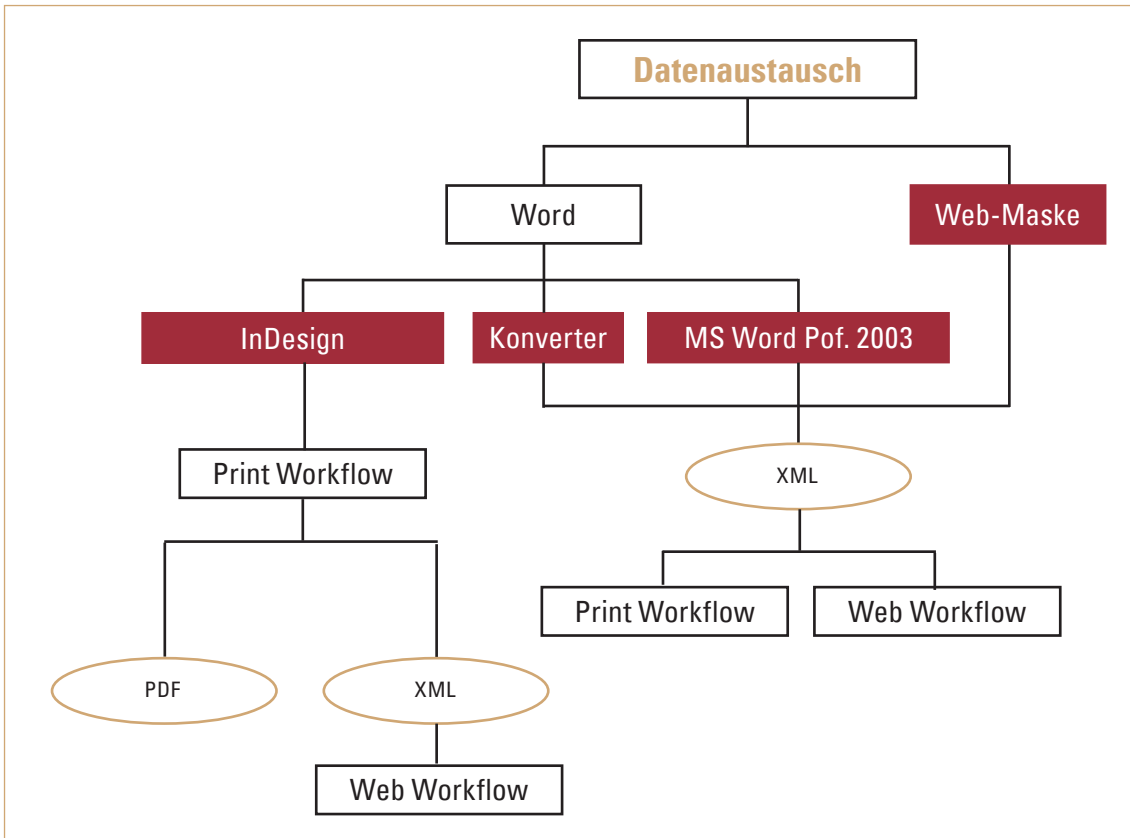 Datenaustausch
Word
Web-Maske
InDesign
Konverter
MS Word Pof. 2003
Print Workflow
XML
Print Workflow
Web Workflow
PDF
XML
Web Workflow